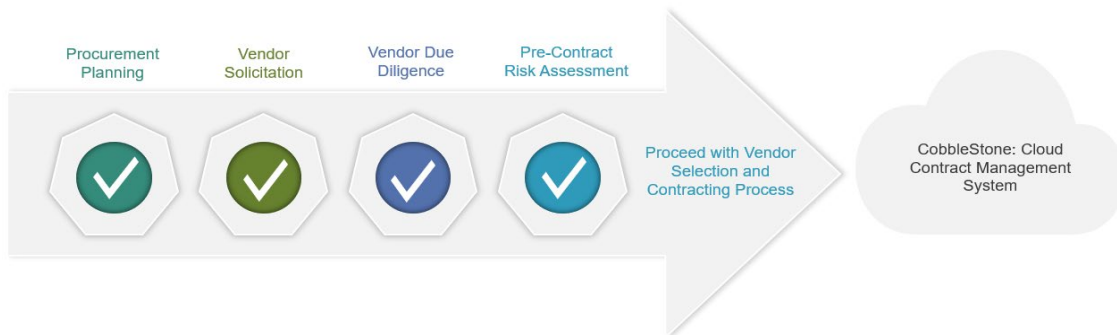 Procurement
Planning
Vendor
Solicitation
Vendor Due
Diligence
Pre-Contract
Risk Assessment
Proceed with Vendor
Selection and
Contracting Process
CobbleStone: Cloud
Contract Management
System